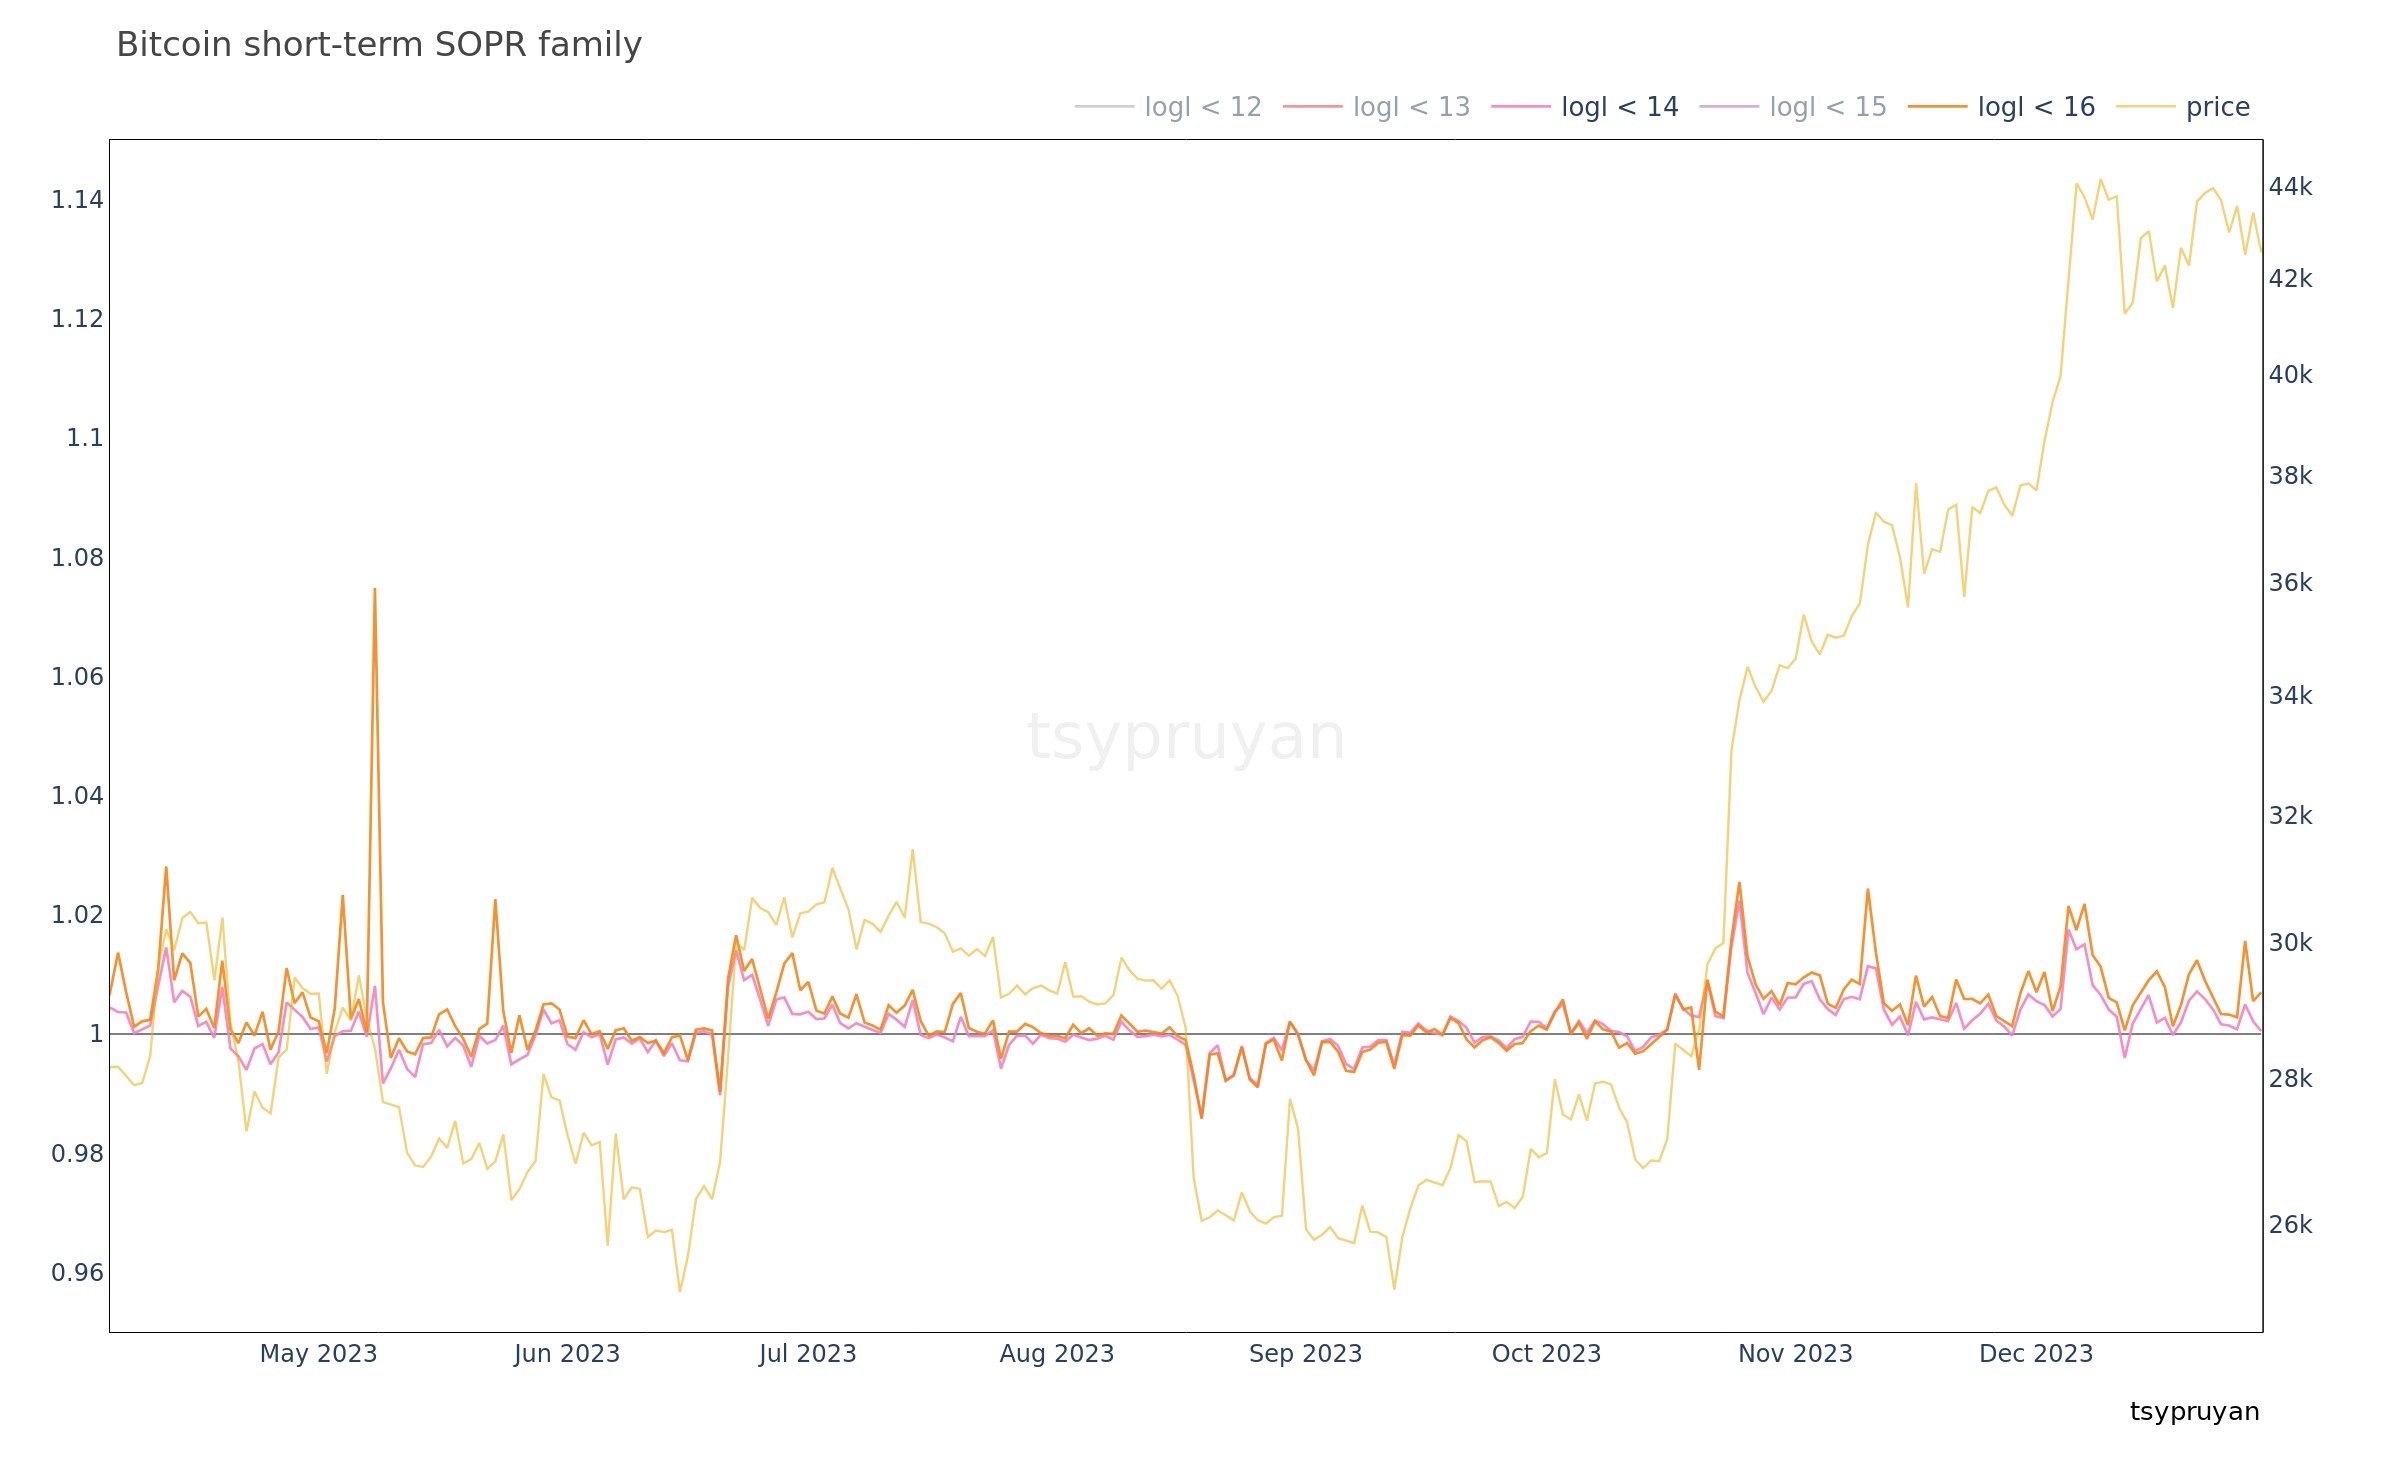 Bitcoin short-term SOPR family
logl < 12 logl < 13 logl < 14 logl < 15 logl < 16 price
1.14 44k
1.12 42k
1.1 40k
1.08 38k
1.06 36k
1.04 34k
1.02 32k
1 30k
0.98 28k
0.96 26k
tsypruyan
May 2023 Jun 2023 Jul 2023 Aug 2023 Sep 2023 Oct 2023 Nov 2023 Dec 2023
tsypruyan